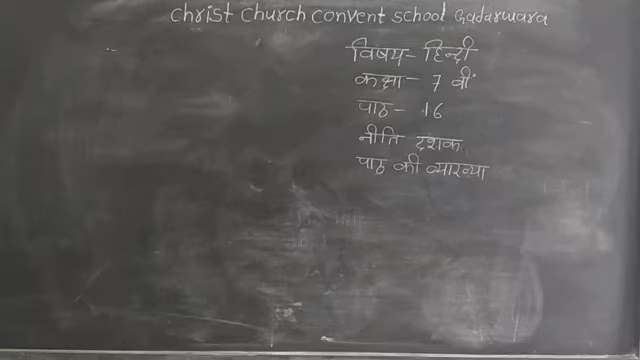 Christ Church Convent School Gadarwara
विषय- हिन्दी
कक्षा - 7 वीं
पाठ - 16
नीति दशक
पाठ की व्याख्या